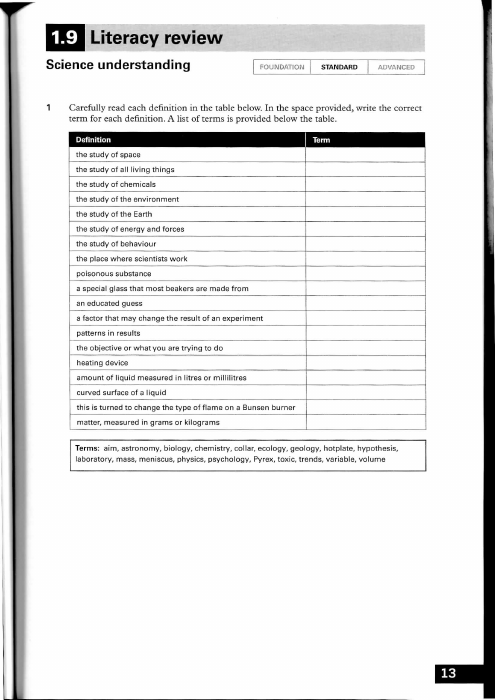 1.9 Literacy review
Science understanding
FOUNDATION STANDARD ADVANCED
1 Carefully read each definition in the table below. In the space provided, write the correct
term for each definition. A list of terms is provided below the table.
Definition Term
the study of space
the study of all living things
the study of chemicals
the study of the environment
the study of the Earth
the study of energy and forces
the study of behaviour
the place where scientists work
poisonous substance
a special glass that most beakers are made from
an educated guess
a factor that may change the result of an experiment
patterns in results
the objective or what you are trying to do
heating device
amount of liquid measured in litres or millilitres
curved surface of a liquid
this is turned to change the type of flame on a Bunsen burner
matter, measured in grams or kilograms
Terms: aim, astronomy, biology, chemistry, collar, ecology, geology, hotplate, hypothesis,
laboratory, mass, meniscus, physics, psychology, Pyrex, toxic, trends, variable, volume
13